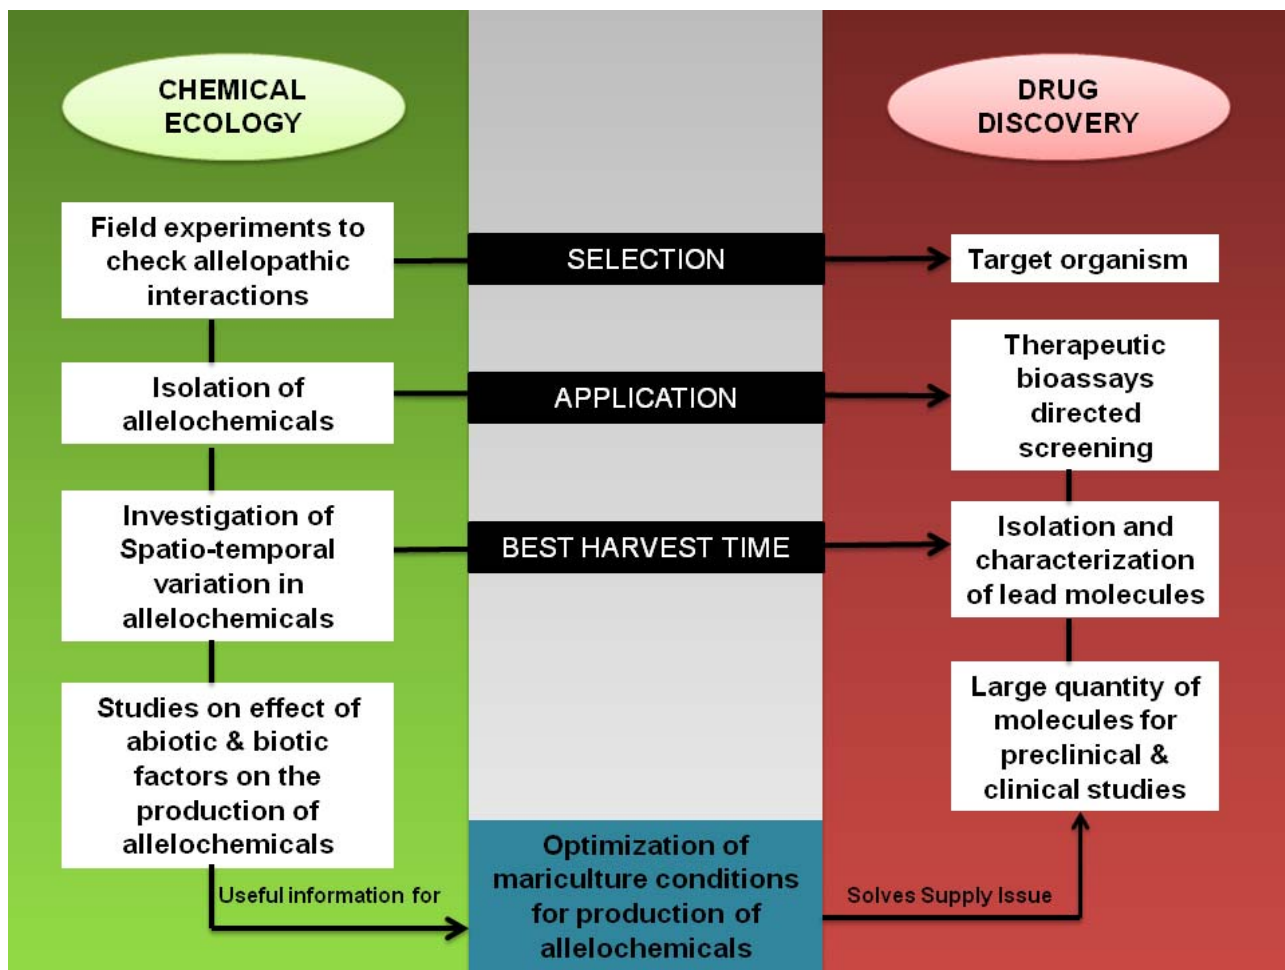 CHEMICAL
ECOLOGY
DRUG
DISCOVERY
Field experiments to
check allelopathic
interactions
SELECTION
Target organism
Isolation of
allelochemicals
APPLICATION
Therapeutic
bioassays
directed
screening
Investigation of
Spatio-temporal
variation in
allelochemicals
BEST HARVEST TIME
Isolation and
characterization
of lead molecules
Studies on effect of
abiotic & biotic
factors on the
production of
allelochemicals
Large quantity of
molecules for
preclinical &
clinical studies
Useful information for
Optimization of
mariculture conditions
for production of
allelochemicals
Solves Supply Issue